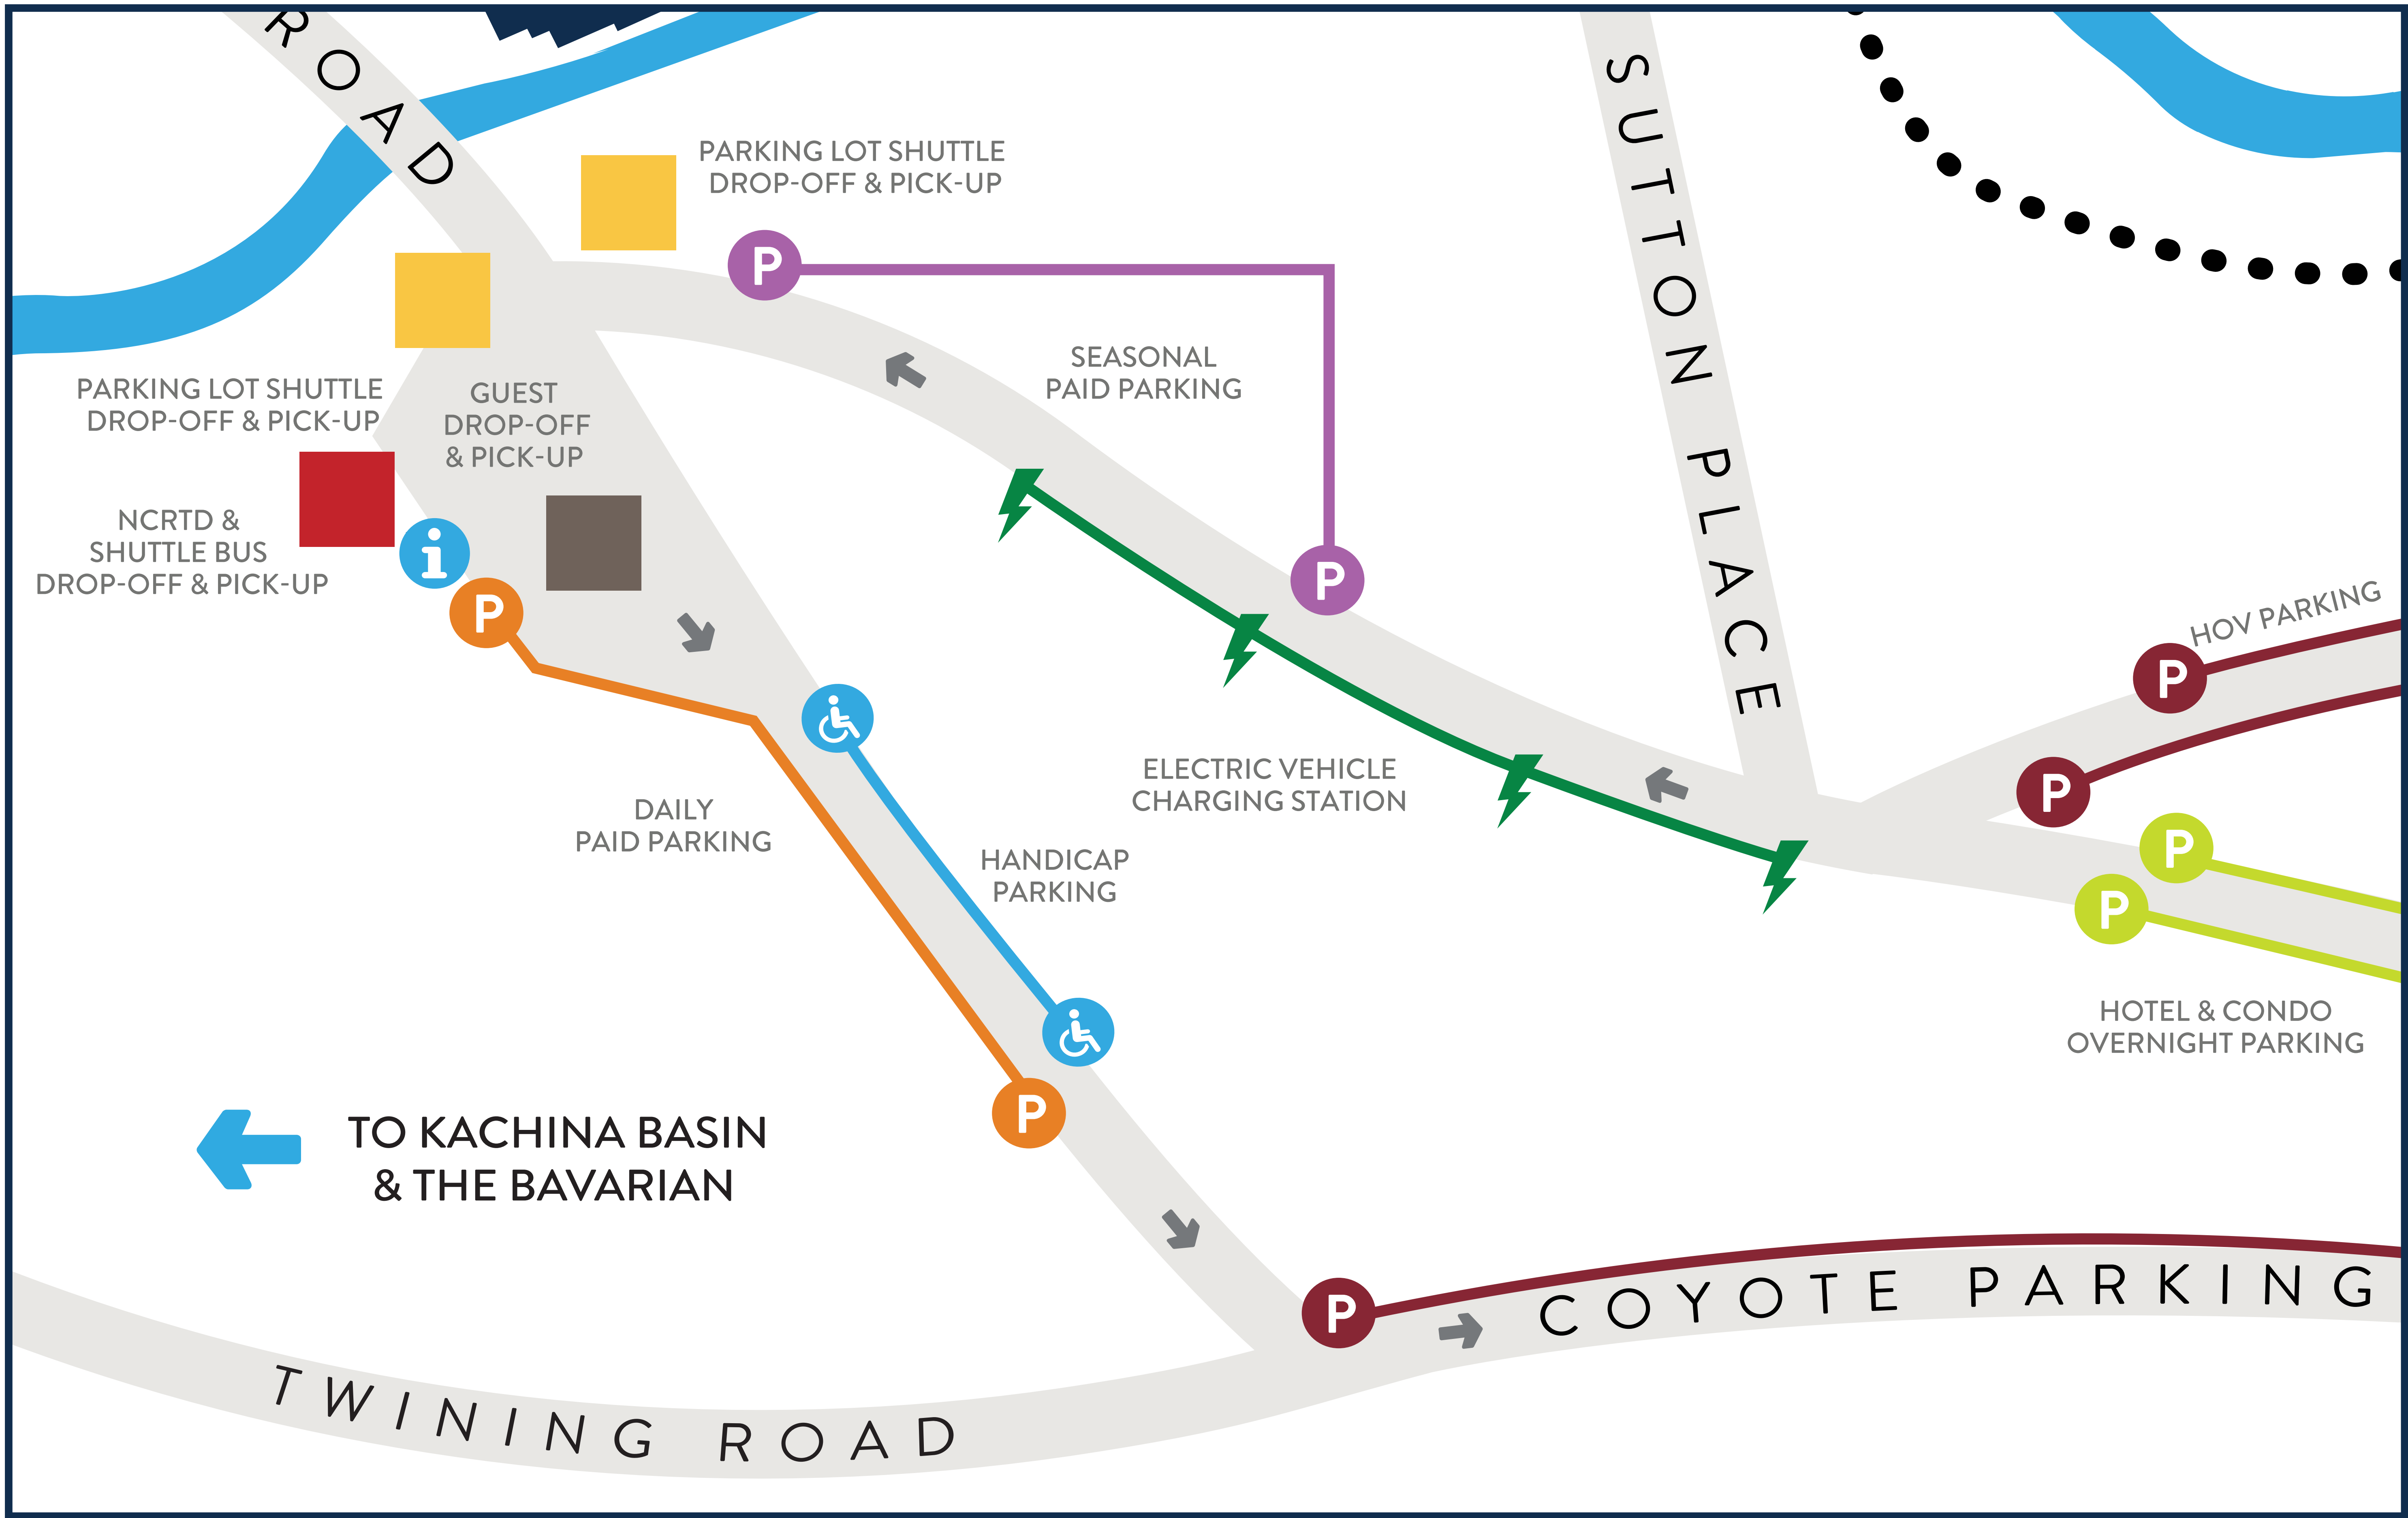 ROAD
PARKING LOT SHUTTLE
DROP-OFF & PICK-UP
P
SUTTON PLACE
SEASONAL
PAID PARKING
P
PARKING LOT SHUTTLE
DROP-OFF & PICK-UP
GUEST
DROP-OFF
& PICK-UP
NCRTD &
SHUTTLE BUS
DROP-OFF & PICK-UP
i
P
HOV PARKING
P
P
ELECTRIC VEHICLE
CHARGING STATION
DAILY
PAID PARKING
HANDICAP
PARKING
P
P
HOTEL & CONDO
OVERNIGHT PARKING
P
TO KACHINA BASIN
& THE BAVARIAN
P
COYOTE PARKING
TWINING ROAD